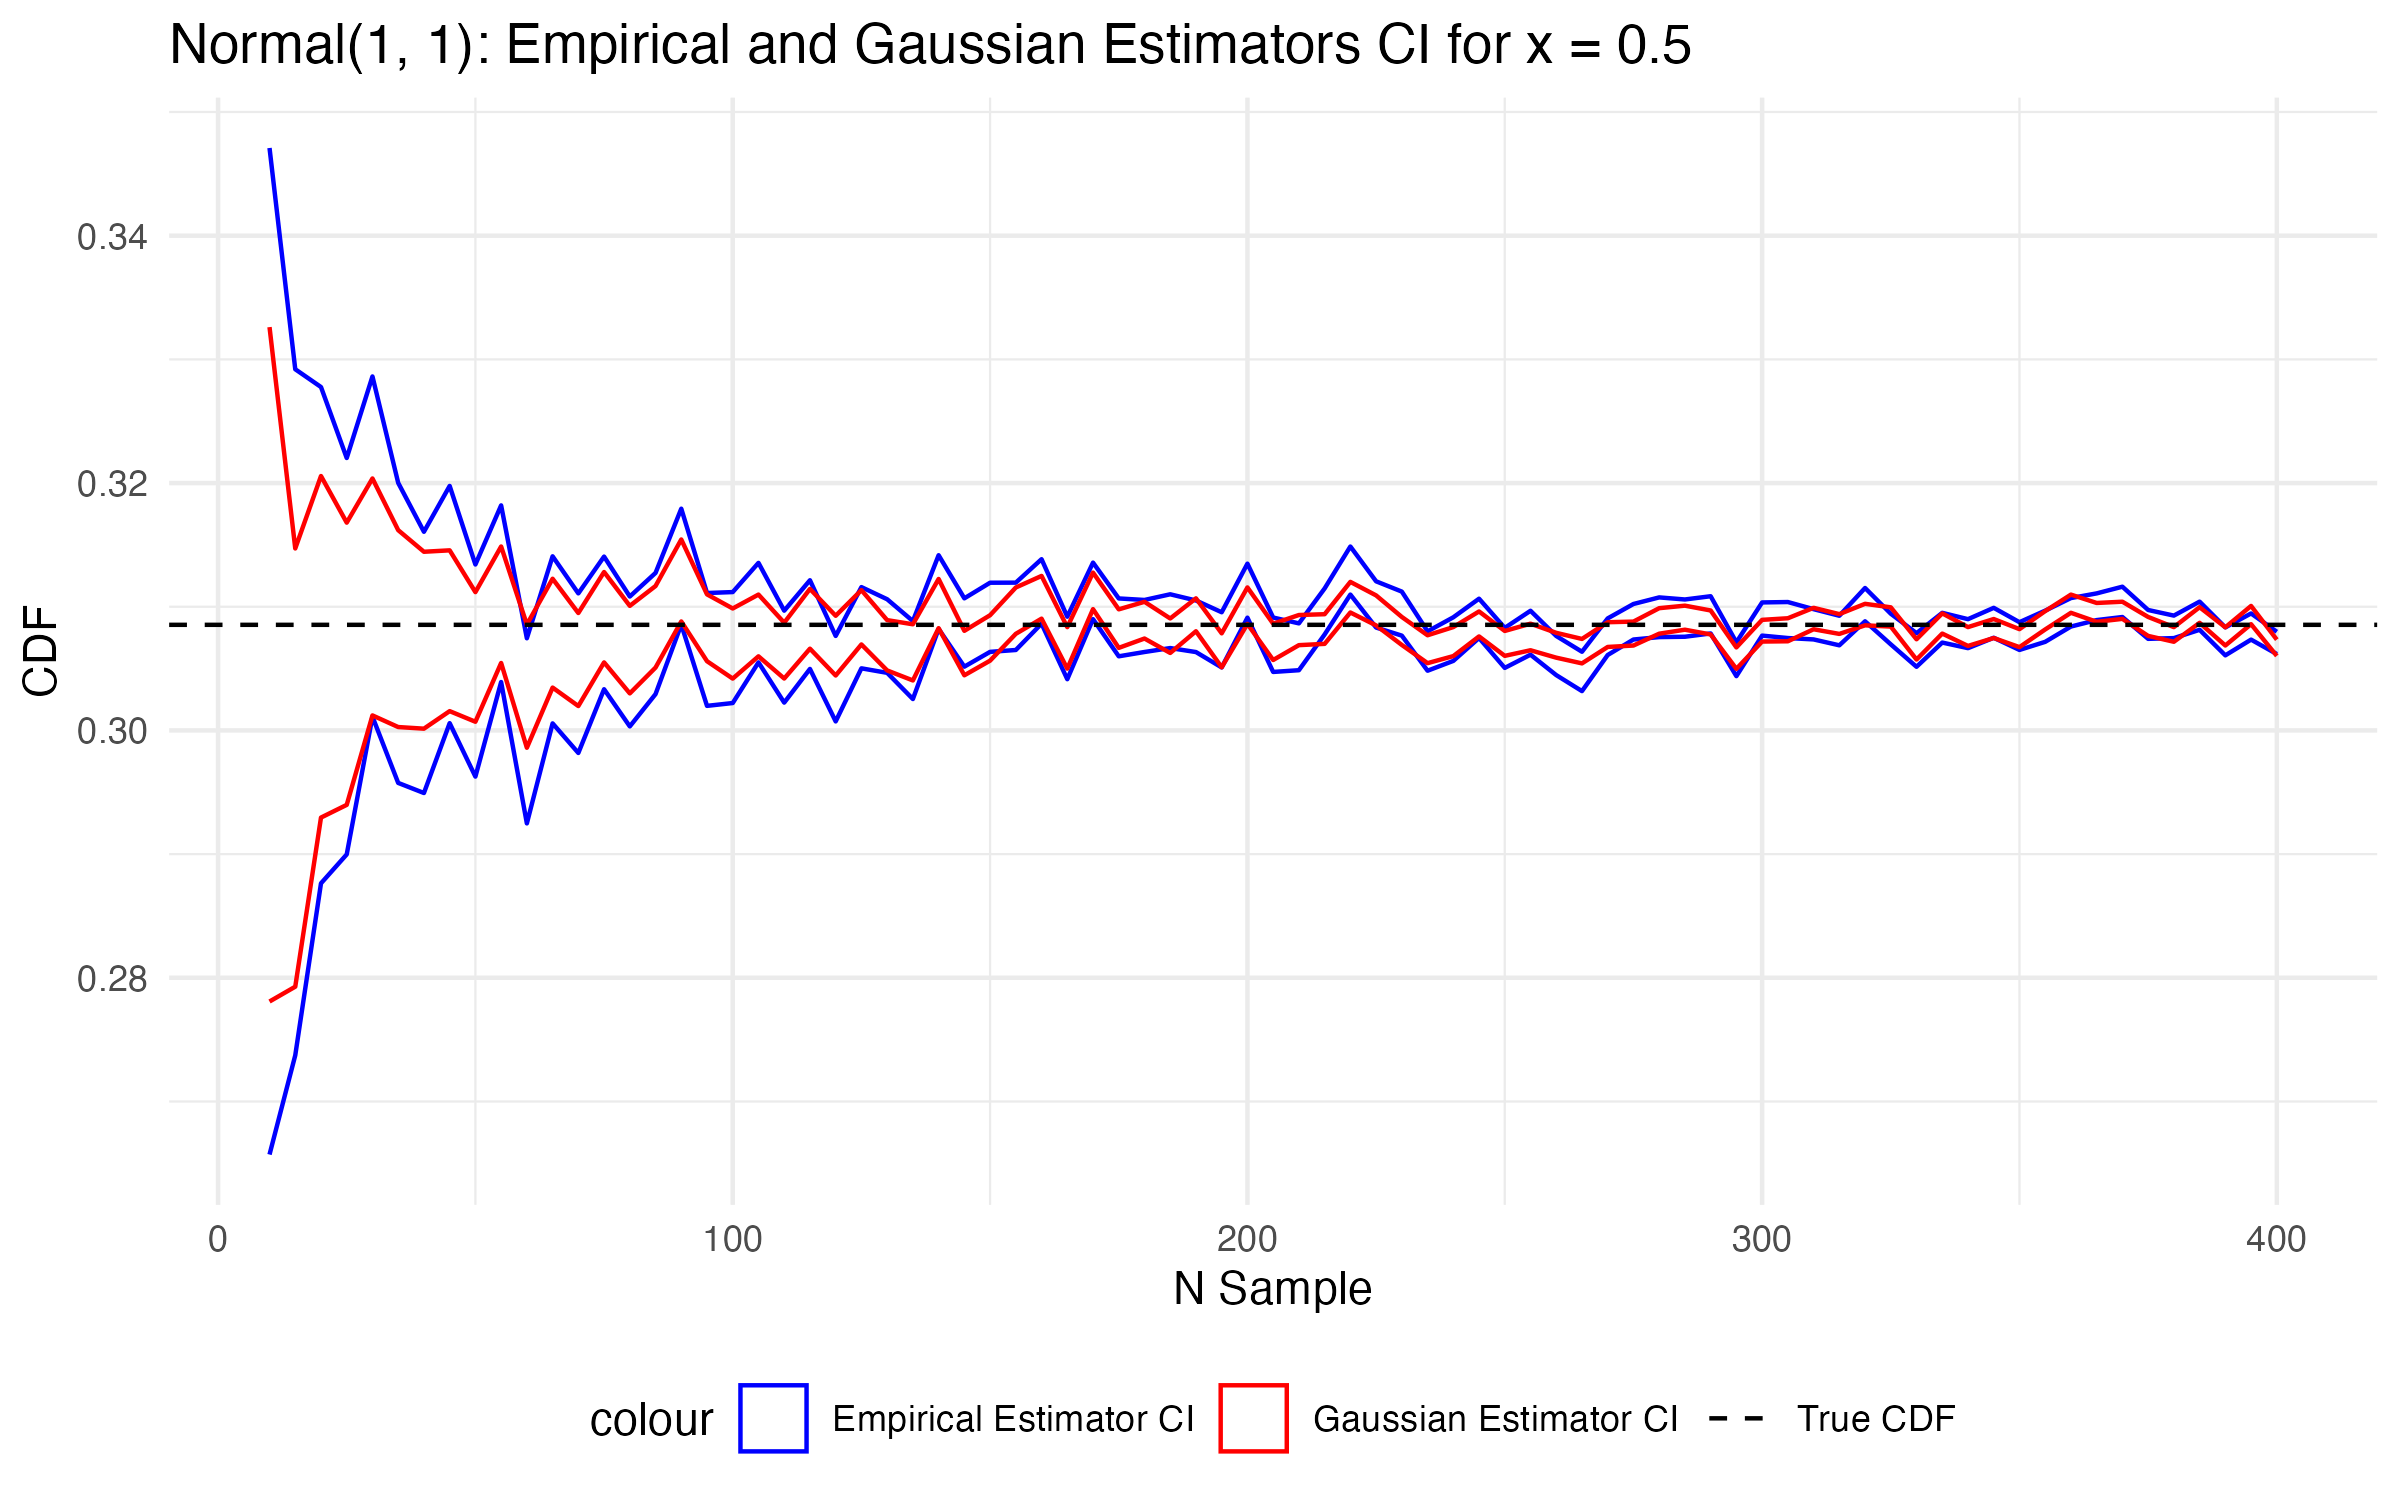 Normal(1, 1): Empirical and Gaussian Estimators CI for x = 0.5
CDF
0.34
0.32
0.30
0.28
0 100 200 300 400
N Sample
colour Empirical Estimator CI Gaussian Estimator CI True CDF